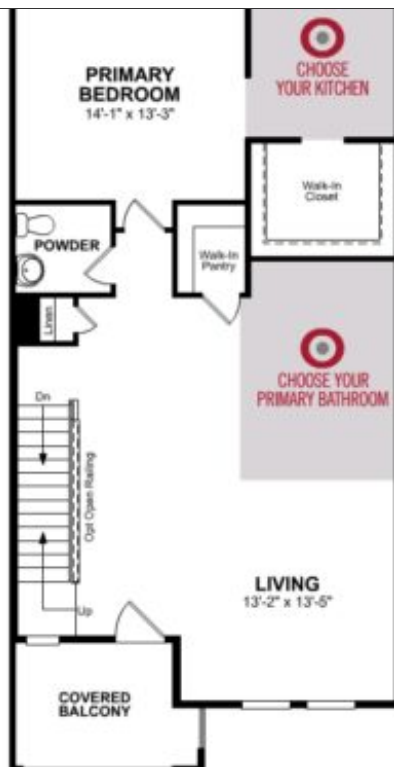 CHOOSE
YOUR KITCHEN
PRIMARY
BEDROOM
14'-1" x 13'-3"
Walk-In
Closet
POWDER
Walk-In
Pantry
Linen
CHOOSE YOUR
PRIMARY BATHROOM
Dn
Opt Open Railing
Up
LIVING
13'-2" x 13'-5"
COVERED
BALCONY